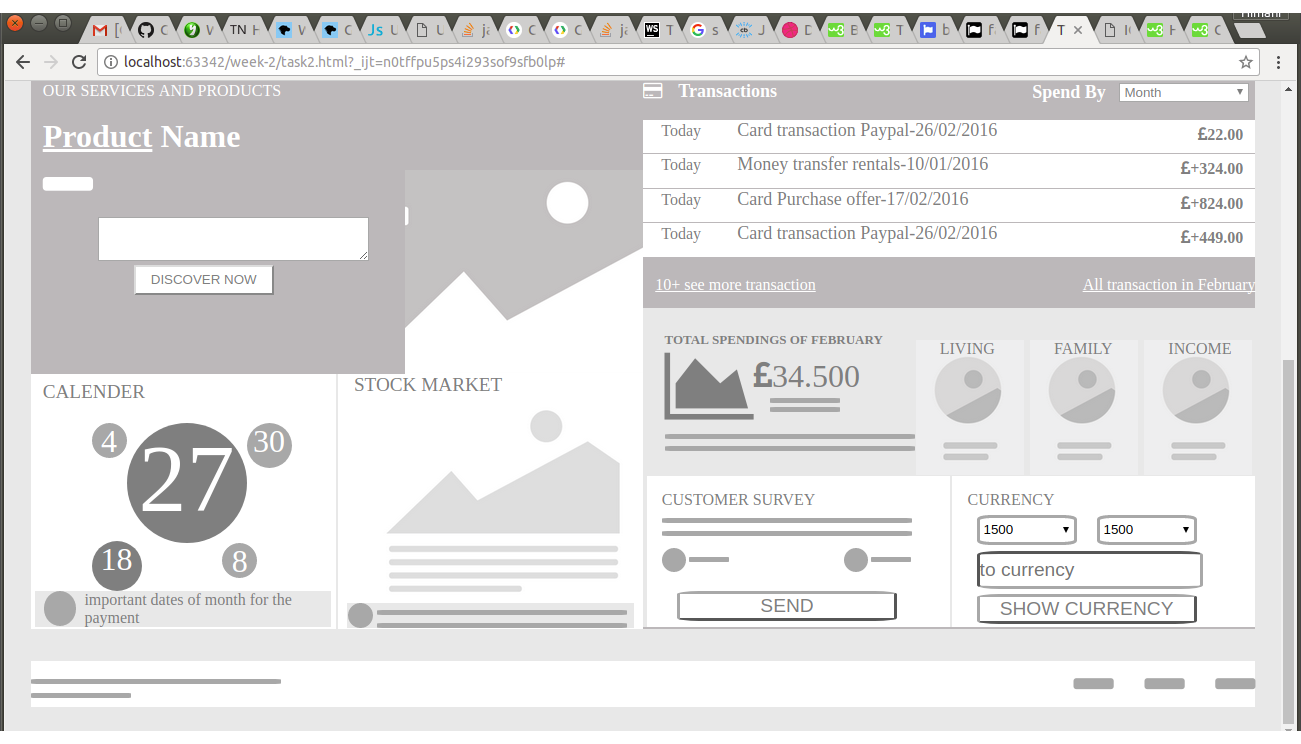 Himani
localhost:63342/week-2/task2.html?_ijt=n0tffpu5ps4i293sof9sfb0lp#
OUR SERVICES AND PRODUCTS
Product Name
DISCOVER NOW
Transactions Spend By Month
Today Card transaction Paypal-26/02/2016 £22.00
Today Money transfer rentals-10/01/2016 £+324.00
Today Card Purchase offer-17/02/2016 £+824.00
Today Card transaction Paypal-26/02/2016 £+449.00
10+ see more transaction All transaction in February
TOTAL SPENDINGS OF FEBRUARY
£34.500
LIVING FAMILY INCOME
CALENDER
4 27 30
18 8
important dates of month for the
payment
STOCK MARKET
CUSTOMER SURVEY
SEND
CURRENCY
1500 1500
to currency
SHOW CURRENCY